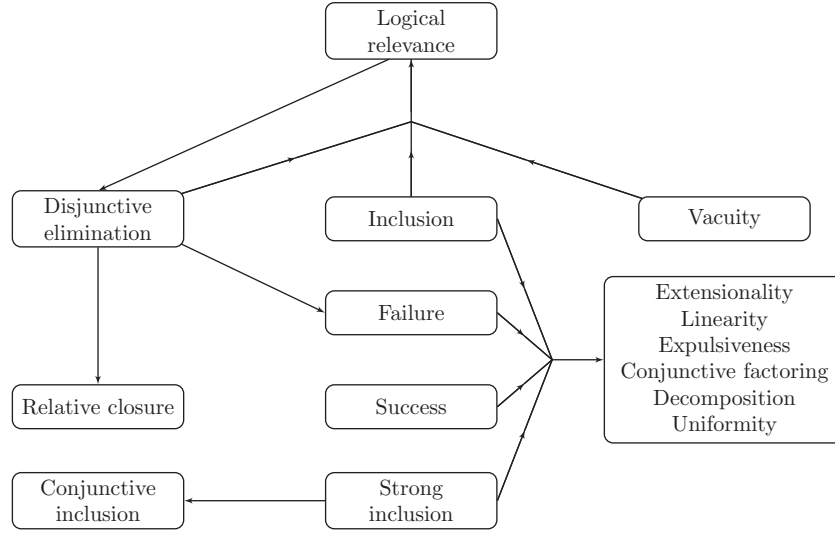 Logical
relevance
Disjunctive
elimination
Inclusion
Vacuity
Failure
Extensionality
Linearity
Expulsiveness
Conjunctive factoring
Decomposition
Uniformity
Relative closure
Success
Conjunctive
inclusion
Strong
inclusion